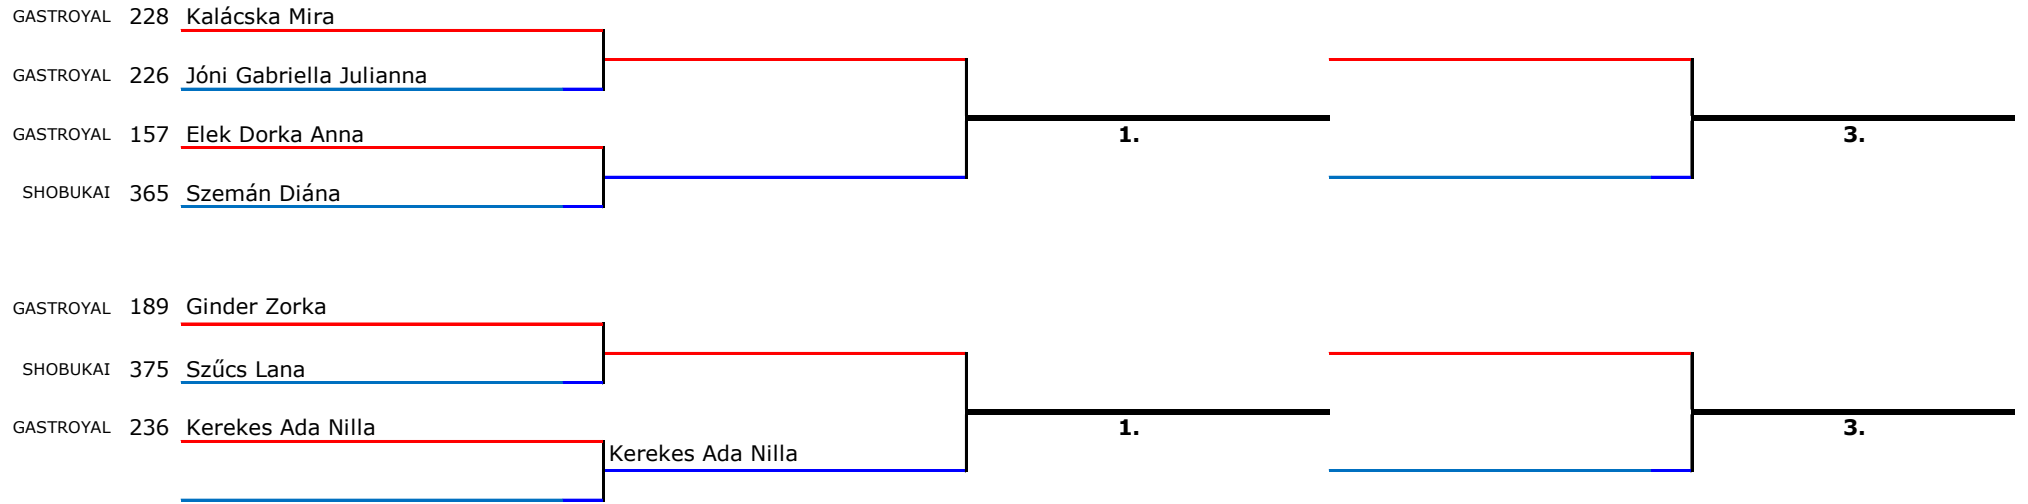 GASTROYAL 228 Kalácska Mira
GASTROYAL 226 Jóni Gabriella Julianna
GASTROYAL 157 Elek Dorka Anna
1.
3.
SHOBUKAI 365 Szemán Diána
GASTROYAL 189 Ginder Zorka
SHOBUKAI 375 Szűcs Lana
GASTROYAL 236 Kerekes Ada Nilla
1.
3.
Kerekes Ada Nilla